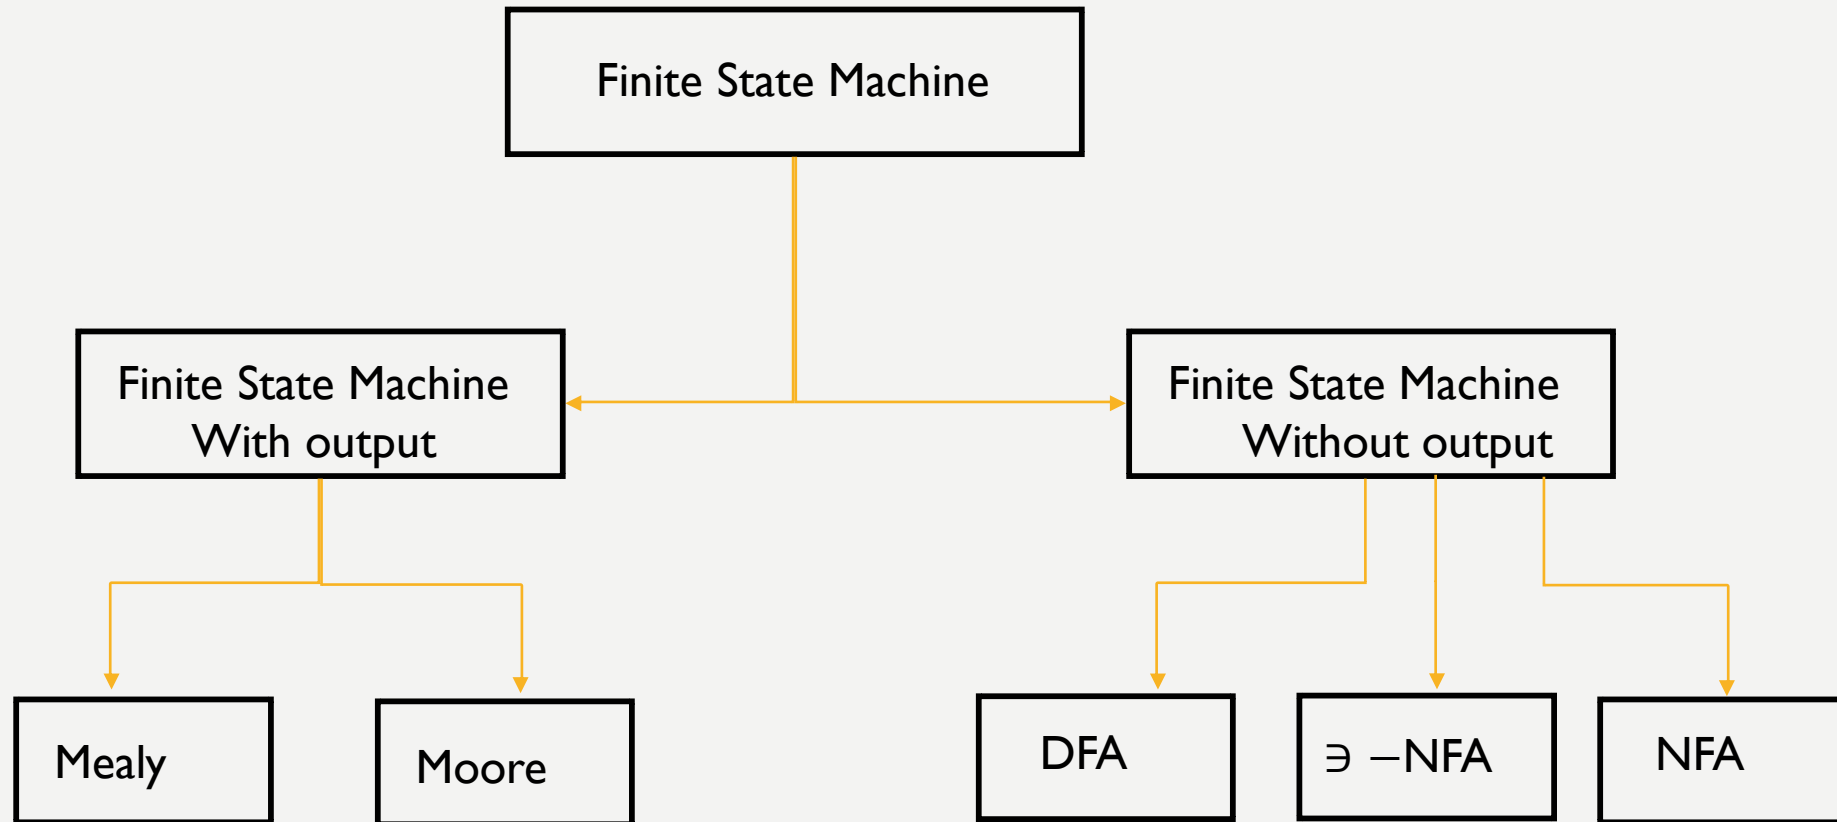 Finite State Machine
Finite State Machine
With output
Finite State Machine
Without output
Mealy
Moore
DFA
∋ −NFA
NFA